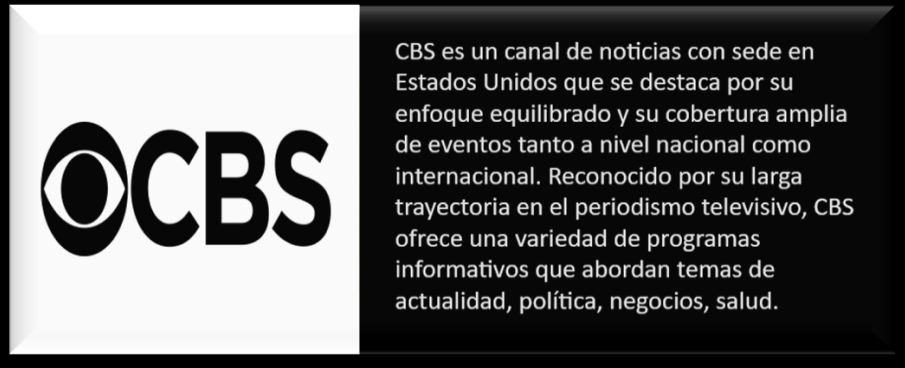 CBS
CBS es un canal de noticias con sede en
Estados Unidos que se destaca por su
enfoque equilibrado y su cobertura amplia
de eventos tanto a nivel nacional como
internacional. Reconocido por su larga
trayectoria en el periodismo televisivo, CBS
ofrece una variedad de programas
informativos que abordan temas de
actualidad, política, negocios, salud.